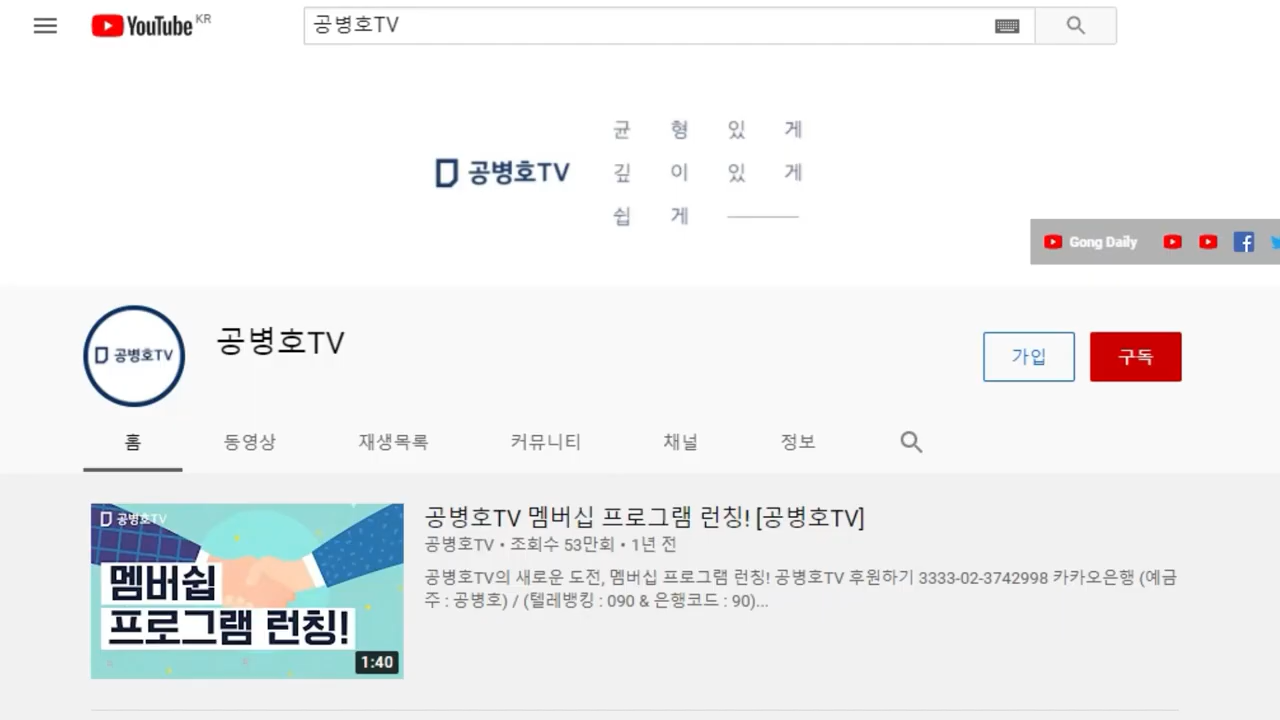 YouTube KR
공병호TV
균 형 있 게
공병호TV
깊 이 있 게
쉽 게
Gong Daily
공병호TV
공병호TV
가입
구독
홈
동영상
재생목록
커뮤니티
채널
정보
공병호TV
멤버쉽
프로그램 런칭!
1:40
공병호TV 멤버십 프로그램 런칭! [공병호TV]
공병호TV • 조회수 53만회 • 1년 전
공병호TV의 새로운 도전, 멤버십 프로그램 런칭! 공병호TV 후원하기 3333-02-3742998 카카오은행 (예금
주 : 공병호) / (텔레뱅킹 : 090 & 은행코드 : 90)...